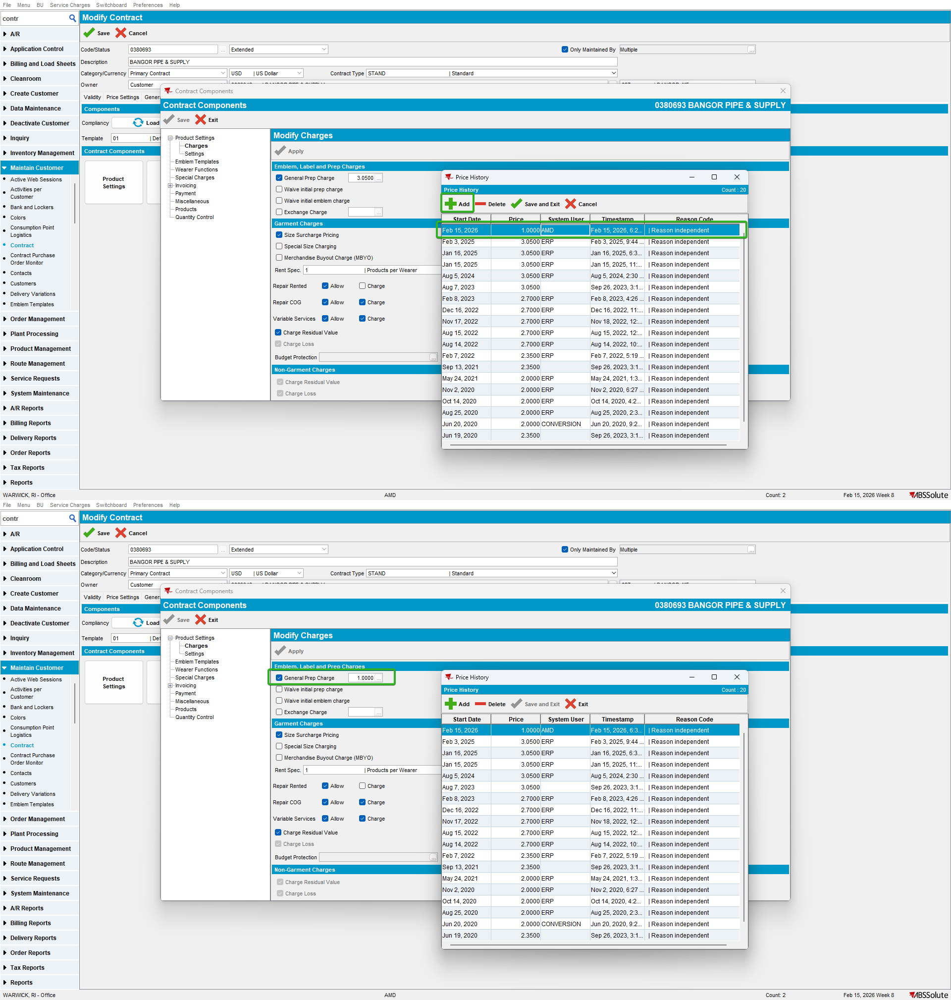 File Menu BU Service Charges Switchboard Preferences Help
contr
Modify Contract
A/R
Application Control
Billing and Load Sheets
Cleanroom
Create Customer
Data Maintenance
Deactivate Customer
Inquiry
Inventory Management
Maintain Customer
Active Web Sessions
Activities per
Customer
Bank and Lockers
Colors
Consumption Point
Logistics
Contract
Contract Purchase
Order Monitor
Contacts
Customers
Delivery Variations
Emblem Templates
Order Management
Plant Processing
Product Management
Route Management
Service Requests
System Maintenance
A/R Reports
Billing Reports
Delivery Reports
Order Reports
Tax Reports
Reports
Save Cancel
Code/Status 0380693 ... Extended Only Maintained By Multiple ...
Description BANGOR PIPE & SUPPLY
Category/Currency Primary Contract USD | US Dollar Contract Type STAND | Standard
Owner Customer
Validity Price Settings Gener
Components
Compliancy Load
Template 01 | Def
Contract Components
Product
Settings
Contract Components
Contract Components 0380693 BANGOR PIPE & SUPPLY
Save Exit
Product Settings
Charges
Settings
Emblem Templates
Wearer Functions
Special Charges
Invoicing
Payment
Miscellaneous
Products
Quantity Control
Modify Charges
Apply
Emblem, Label and Prep Charges
General Prep Charge 3.0500 ...
Waive initial prep charge
Waive initial emblem charge
Exchange Charge ...
Garment Charges
Size Surcharge Pricing
Special Size Charging
Merchandise Buyout Charge (MBYO)
Rent Spec. 1 | Products per Wearer
Repair Rented Allow Charge
Repair COG Allow Charge
Variable Services Allow Charge
Charge Residual Value
Charge Loss
Budget Protection ...
Non-Garment Charges
Charge Residual Value
Charge Loss
Price History
Price History Count : 20
Add Delete Save and Exit Cancel
Start Date Price System User Timestamp Reason Code
Feb 15, 2026 1.0000 AMD Feb 15, 2026, 6:2... | Reason independent
Feb 3, 2025 3.0500 ERP Feb 3, 2025, 9:44 ... | Reason independent
Jan 16, 2025 3.0500 ERP Jan 16, 2025, 6:3... | Reason independent
Jan 15, 2025 3.0500 ERP Jan 15, 2025, 11:... | Reason independent
Aug 5, 2024 3.0500 ERP Aug 5, 2024, 2:30 ... | Reason independent
Aug 7, 2023 3.0500 Sep 26, 2023, 3:1... | Reason independent
Feb 8, 2023 2.7000 ERP Feb 8, 2023, 4:26 ... | Reason independent
Dec 16, 2022 2.7000 ERP Dec 16, 2022, 11:... | Reason independent
Nov 17, 2022 2.7000 ERP Nov 18, 2022, 12:... | Reason independent
Aug 15, 2022 2.7000 ERP Aug 15, 2022, 12:... | Reason independent
Aug 14, 2022 2.7000 ERP Aug 14, 2022, 10:... | Reason independent
Feb 7, 2022 2.3500 ERP Feb 7, 2022, 5:19 ... | Reason independent
Sep 13, 2021 2.3500 Sep 26, 2023, 3:1... | Reason independent
May 24, 2021 2.0000 ERP May 24, 2021, 1:3... | Reason independent
Nov 2, 2020 2.0000 ERP Nov 2, 2020, 6:27 ... | Reason independent
Oct 14, 2020 2.0000 ERP Oct 14, 2020, 4:2... | Reason independent
Aug 25, 2020 2.0000 ERP Aug 25, 2020, 2:3... | Reason independent
Jun 20, 2020 2.0000 CONVERSION Jun 20, 2020, 9:2... | Reason independent
Jun 19, 2020 2.3500 Sep 26, 2023, 3:1... | Reason independent
WARWICK, RI - Office AMD Count: 2 Feb 15, 2026 Week 8 ABSSolute
File Menu BU Service Charges Switchboard Preferences Help
contr
Modify Contract
A/R
Application Control
Billing and Load Sheets
Cleanroom
Create Customer
Data Maintenance
Deactivate Customer
Inquiry
Inventory Management
Maintain Customer
Active Web Sessions
Activities per
Customer
Bank and Lockers
Colors
Consumption Point
Logistics
Contract
Contract Purchase
Order Monitor
Contacts
Customers
Delivery Variations
Emblem Templates
Order Management
Plant Processing
Product Management
Route Management
Service Requests
System Maintenance
A/R Reports
Billing Reports
Delivery Reports
Order Reports
Tax Reports
Reports
Save Cancel
Code/Status 0380693 ... Extended Only Maintained By Multiple ...
Description BANGOR PIPE & SUPPLY
Category/Currency Primary Contract USD | US Dollar Contract Type STAND | Standard
Owner Customer
Validity Price Settings Gener
Components
Compliancy Load
Template 01 | Def
Contract Components
Product
Settings
Contract Components
Contract Components 0380693 BANGOR PIPE & SUPPLY
Save Exit
Product Settings
Charges
Settings
Emblem Templates
Wearer Functions
Special Charges
Invoicing
Payment
Miscellaneous
Products
Quantity Control
Modify Charges
Apply
Emblem, Label and Prep Charges
General Prep Charge 1.0000 ...
Waive initial prep charge
Waive initial emblem charge
Exchange Charge ...
Garment Charges
Size Surcharge Pricing
Special Size Charging
Merchandise Buyout Charge (MBYO)
Rent Spec. 1 | Products per Wearer
Repair Rented Allow Charge
Repair COG Allow Charge
Variable Services Allow Charge
Charge Residual Value
Charge Loss
Budget Protection ...
Non-Garment Charges
Charge Residual Value
Charge Loss
Price History
Price History Count : 20
Add Delete Save and Exit Exit
Start Date Price System User Timestamp Reason Code
Feb 15, 2026 1.0000 AMD Feb 15, 2026, 6:3... | Reason independent
Feb 3, 2025 3.0500 ERP Feb 3, 2025, 9:44 ... | Reason independent
Jan 16, 2025 3.0500 ERP Jan 16, 2025, 6:3... | Reason independent
Jan 15, 2025 3.0500 ERP Jan 15, 2025, 11:... | Reason independent
Aug 5, 2024 3.0500 ERP Aug 5, 2024, 2:30 ... | Reason independent
Aug 7, 2023 3.0500 Sep 26, 2023, 3:1... | Reason independent
Feb 8, 2023 2.7000 ERP Feb 8, 2023, 4:26 ... | Reason independent
Dec 16, 2022 2.7000 ERP Dec 16, 2022, 11:... | Reason independent
Nov 17, 2022 2.7000 ERP Nov 18, 2022, 12:... | Reason independent
Aug 15, 2022 2.7000 ERP Aug 15, 2022, 12:... | Reason independent
Aug 14, 2022 2.7000 ERP Aug 14, 2022, 10:... | Reason independent
Feb 7, 2022 2.3500 ERP Feb 7, 2022, 5:19 ... | Reason independent
Sep 13, 2021 2.3500 Sep 26, 2023, 3:1... | Reason independent
May 24, 2021 2.0000 ERP May 24, 2021, 1:3... | Reason independent
Nov 2, 2020 2.0000 ERP Nov 2, 2020, 6:27 ... | Reason independent
Oct 14, 2020 2.0000 ERP Oct 14, 2020, 4:2... | Reason independent
Aug 25, 2020 2.0000 ERP Aug 25, 2020, 2:3... | Reason independent
Jun 20, 2020 2.0000 CONVERSION Jun 20, 2020, 9:2... | Reason independent
Jun 19, 2020 2.3500 Sep 26, 2023, 3:1... | Reason independent
WARWICK, RI - Office AMD Count: 2 Feb 15, 2026 Week 8 ABSSolute